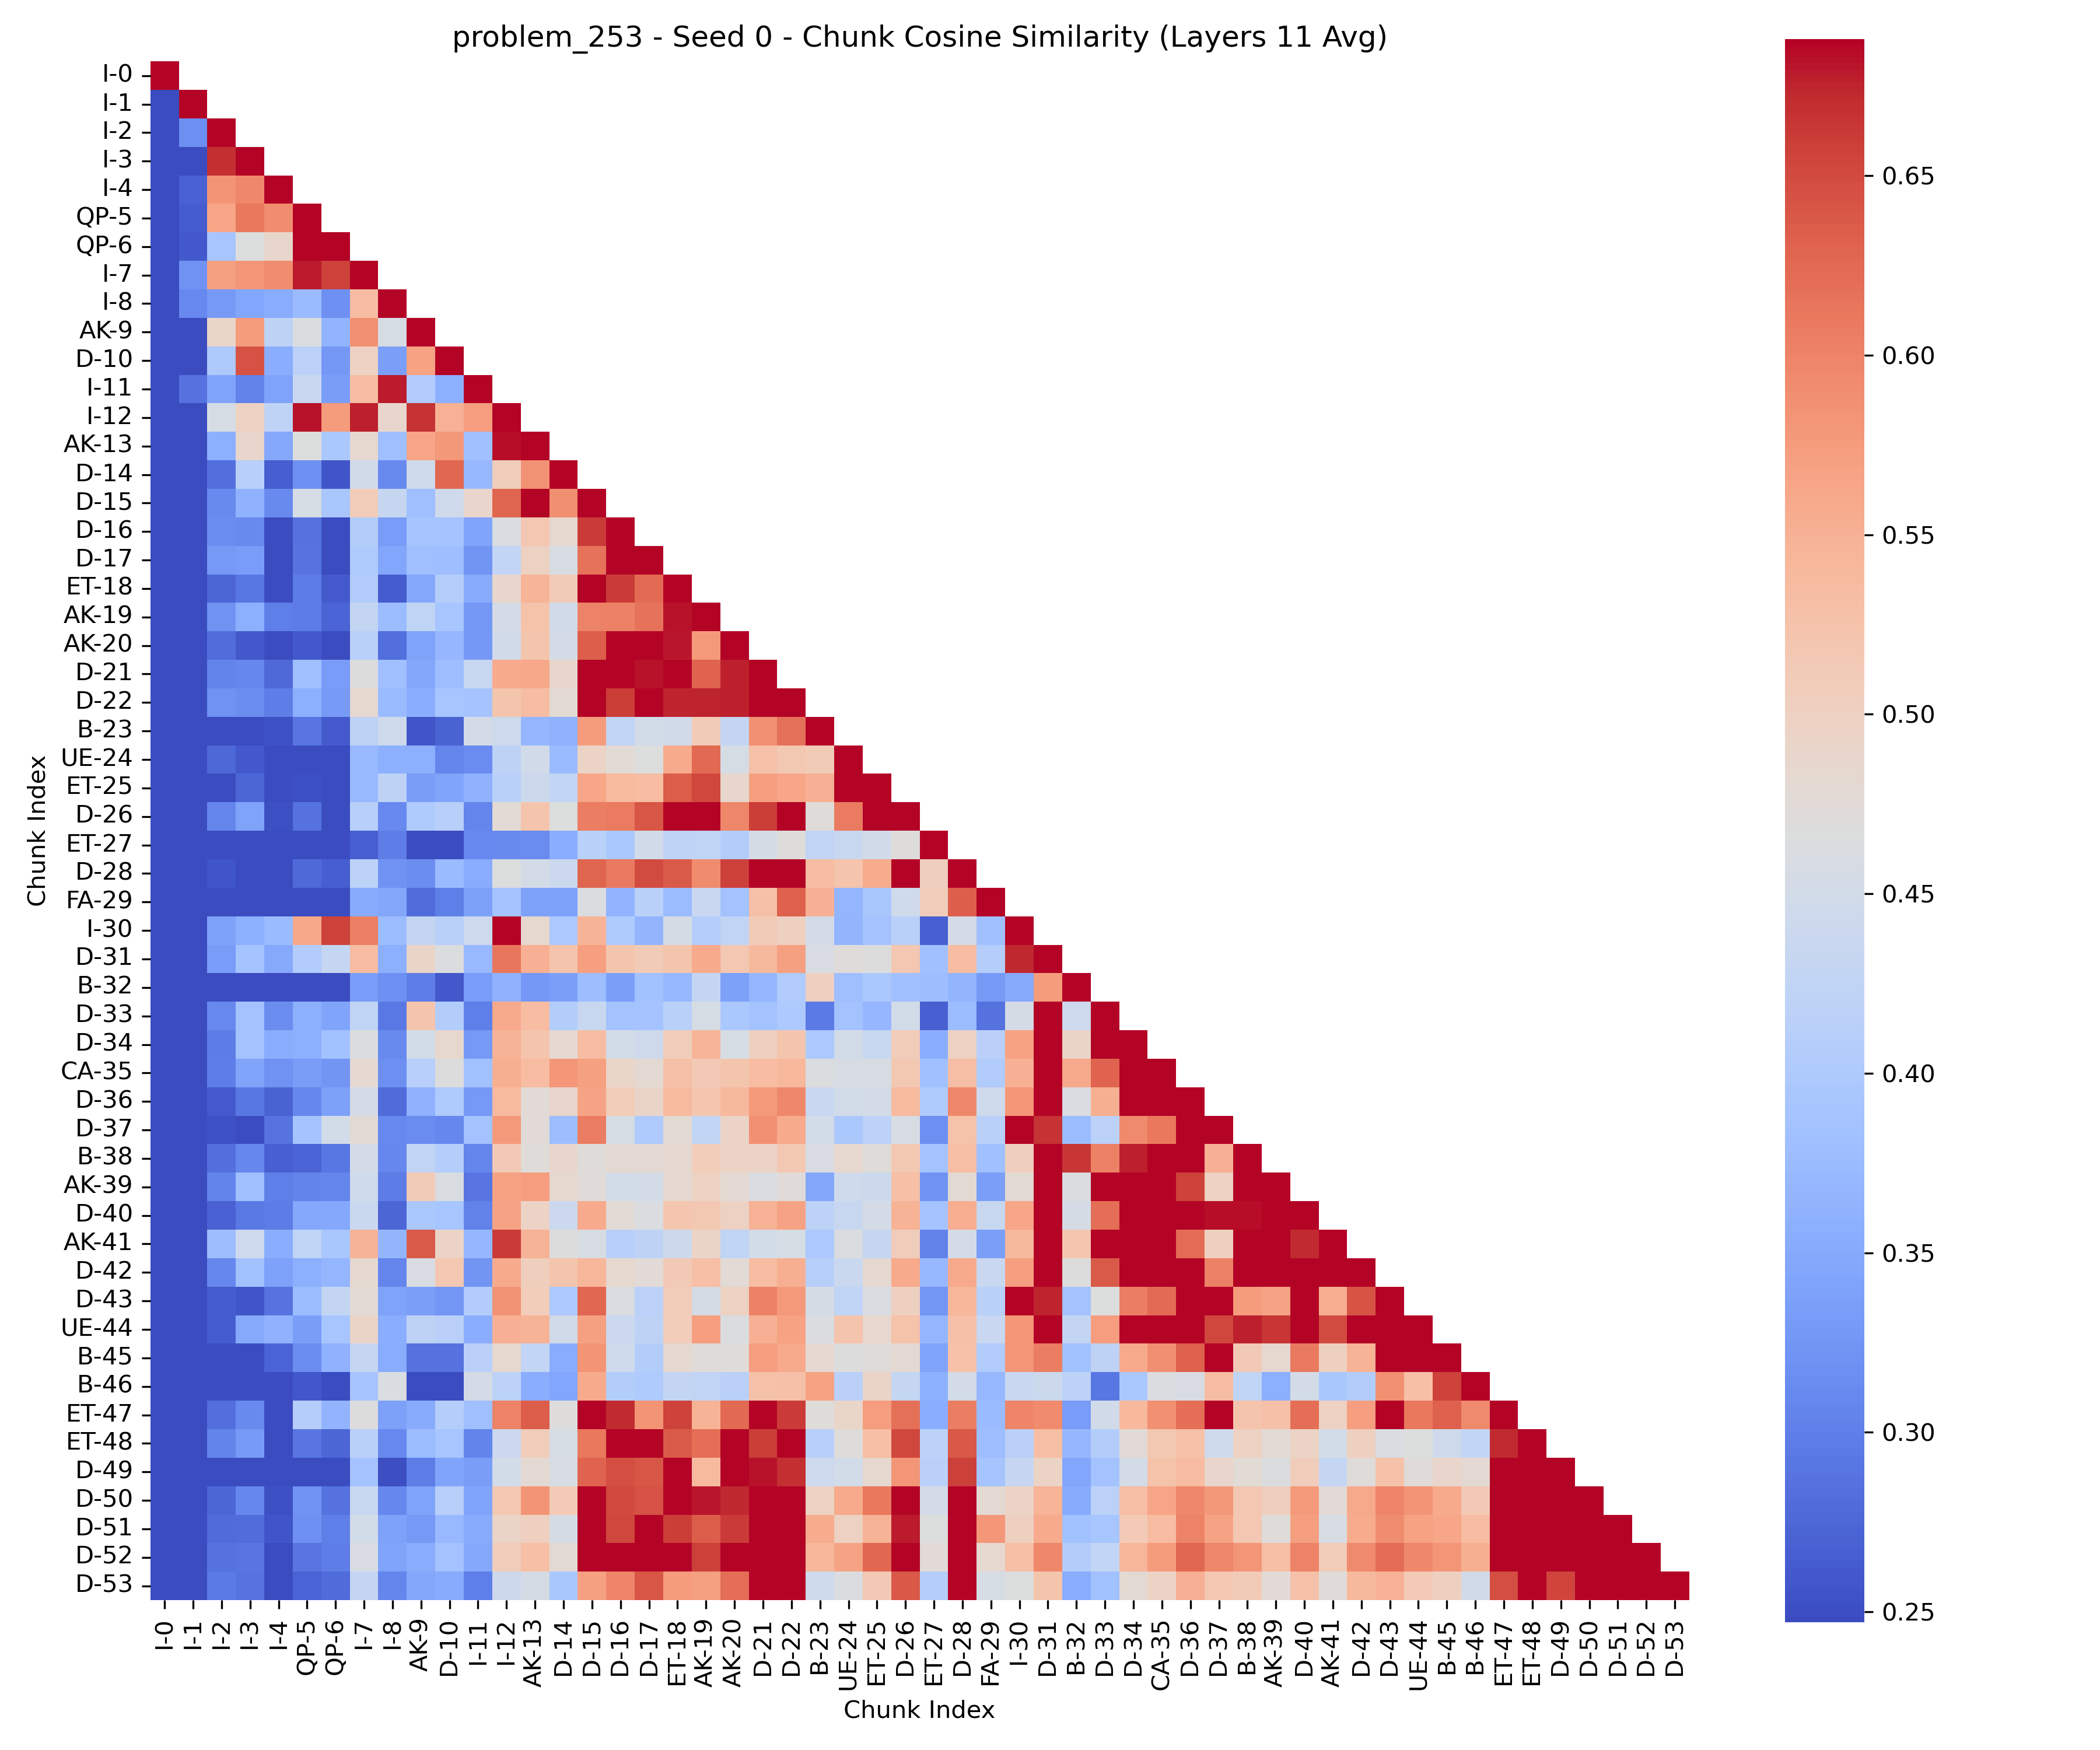 problem_253 - Seed 0 - Chunk Cosine Similarity (Layers 11 Avg)
Chunk Index
I-0
I-1
I-2
I-3
I-4
QP-5
QP-6
I-7
I-8
AK-9
D-10
I-11
I-12
AK-13
D-14
D-15
D-16
D-17
ET-18
AK-19
AK-20
D-21
D-22
B-23
UE-24
ET-25
D-26
ET-27
D-28
FA-29
I-30
D-31
B-32
D-33
D-34
CA-35
D-36
D-37
B-38
AK-39
D-40
AK-41
D-42
D-43
UE-44
B-45
B-46
ET-47
ET-48
D-49
D-50
D-51
D-52
D-53
I-0 I-1 I-2 I-3 I-4 QP-5 QP-6 I-7 I-8 AK-9 D-10 I-11 I-12 AK-13 D-14 D-15 D-16 D-17 ET-18 AK-19 AK-20 D-21 D-22 B-23 UE-24 ET-25 D-26 ET-27 D-28 FA-29 I-30 D-31 B-32 D-33 D-34 CA-35 D-36 D-37 B-38 AK-39 D-40 AK-41 D-42 D-43 UE-44 B-45 B-46 ET-47 ET-48 D-49 D-50 D-51 D-52 D-53
Chunk Index
0.65
0.60
0.55
0.50
0.45
0.40
0.35
0.30
0.25